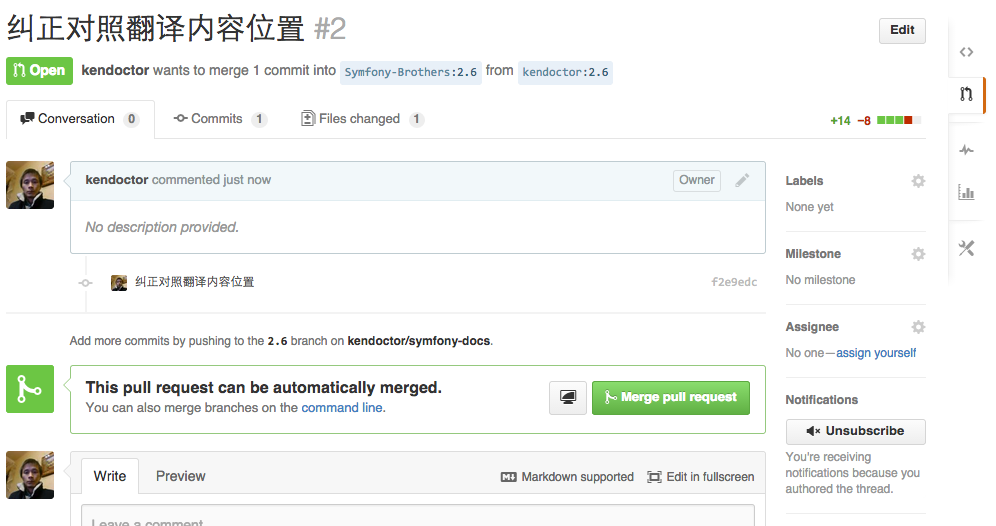 纠正对照翻译内容位置 #2
Edit
Open kendoctor wants to merge 1 commit into Symfony-Brothers:2.6 from kendoctor:2.6
Conversation 0 Commits 1 Files changed 1 +14 −8
kendoctor commented just now Owner
No description provided.
纠正对照翻译内容位置 f2e9edc
Add more commits by pushing to the 2.6 branch on kendoctor/symfony-docs.
This pull request can be automatically merged.
You can also merge branches on the command line.
Merge pull request
Write Preview M↓ Markdown supported Edit in fullscreen
Leave a comment
Labels
None yet
Milestone
No milestone
Assignee
No one—assign yourself
Notifications
Unsubscribe
You're receiving
notifications because you
authored the thread.